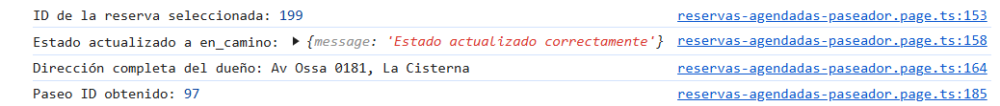 ID de la reserva seleccionada: 199 reservas-agendadas-paseador.page.ts:153
Estado actualizado a en_camino: ▶ {message: 'Estado actualizado correctamente'} reservas-agendadas-paseador.page.ts:158
Dirección completa del dueño: Av Ossa 0181, La Cisterna reservas-agendadas-paseador.page.ts:164
Paseo ID obtenido: 97 reservas-agendadas-paseador.page.ts:185